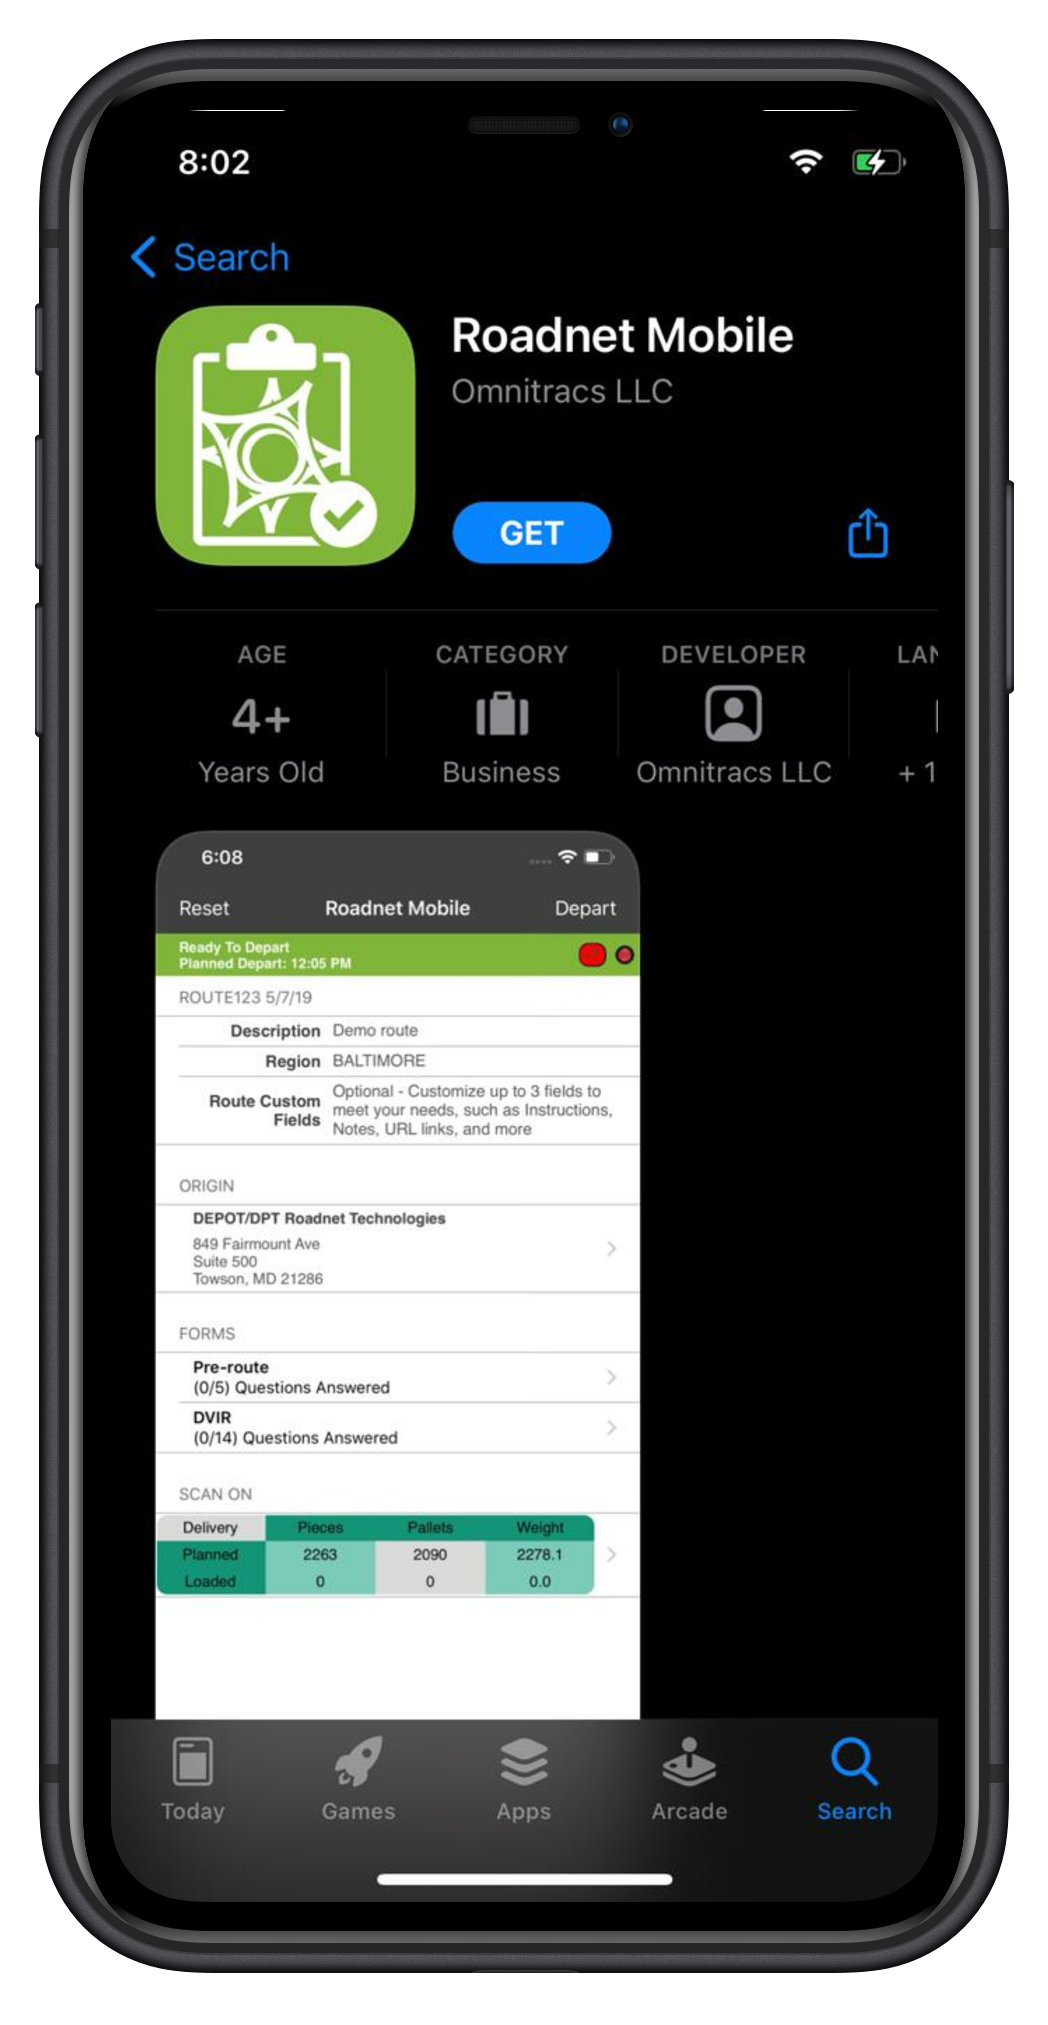 8:02
Search
Roadnet Mobile
Omnitracs LLC
GET
AGE
4+
Years Old
CATEGORY
Business
DEVELOPER
Omnitracs LLC
LAN
+ 1
6:08
Reset
Roadnet Mobile
Depart
Ready To Depart
Planned Depart: 12:05 PM
ROUTE123 5/7/19
Description Demo route
Region BALTIMORE
Route Custom Fields Optional - Customize up to 3 fields to
meet your needs, such as Instructions,
Notes, URL links, and more
ORIGIN
DEPOT/DPT Roadnet Technologies
849 Fairmount Ave
Suite 500
Towson, MD 21286
FORMS
Pre-route
(0/5) Questions Answered
DVIR
(0/14) Questions Answered
SCAN ON
Delivery Pieces Pallets Weight
Planned 2263 2090 2278.1
Loaded 0 0 0.0
Today
Games
Apps
Arcade
Search